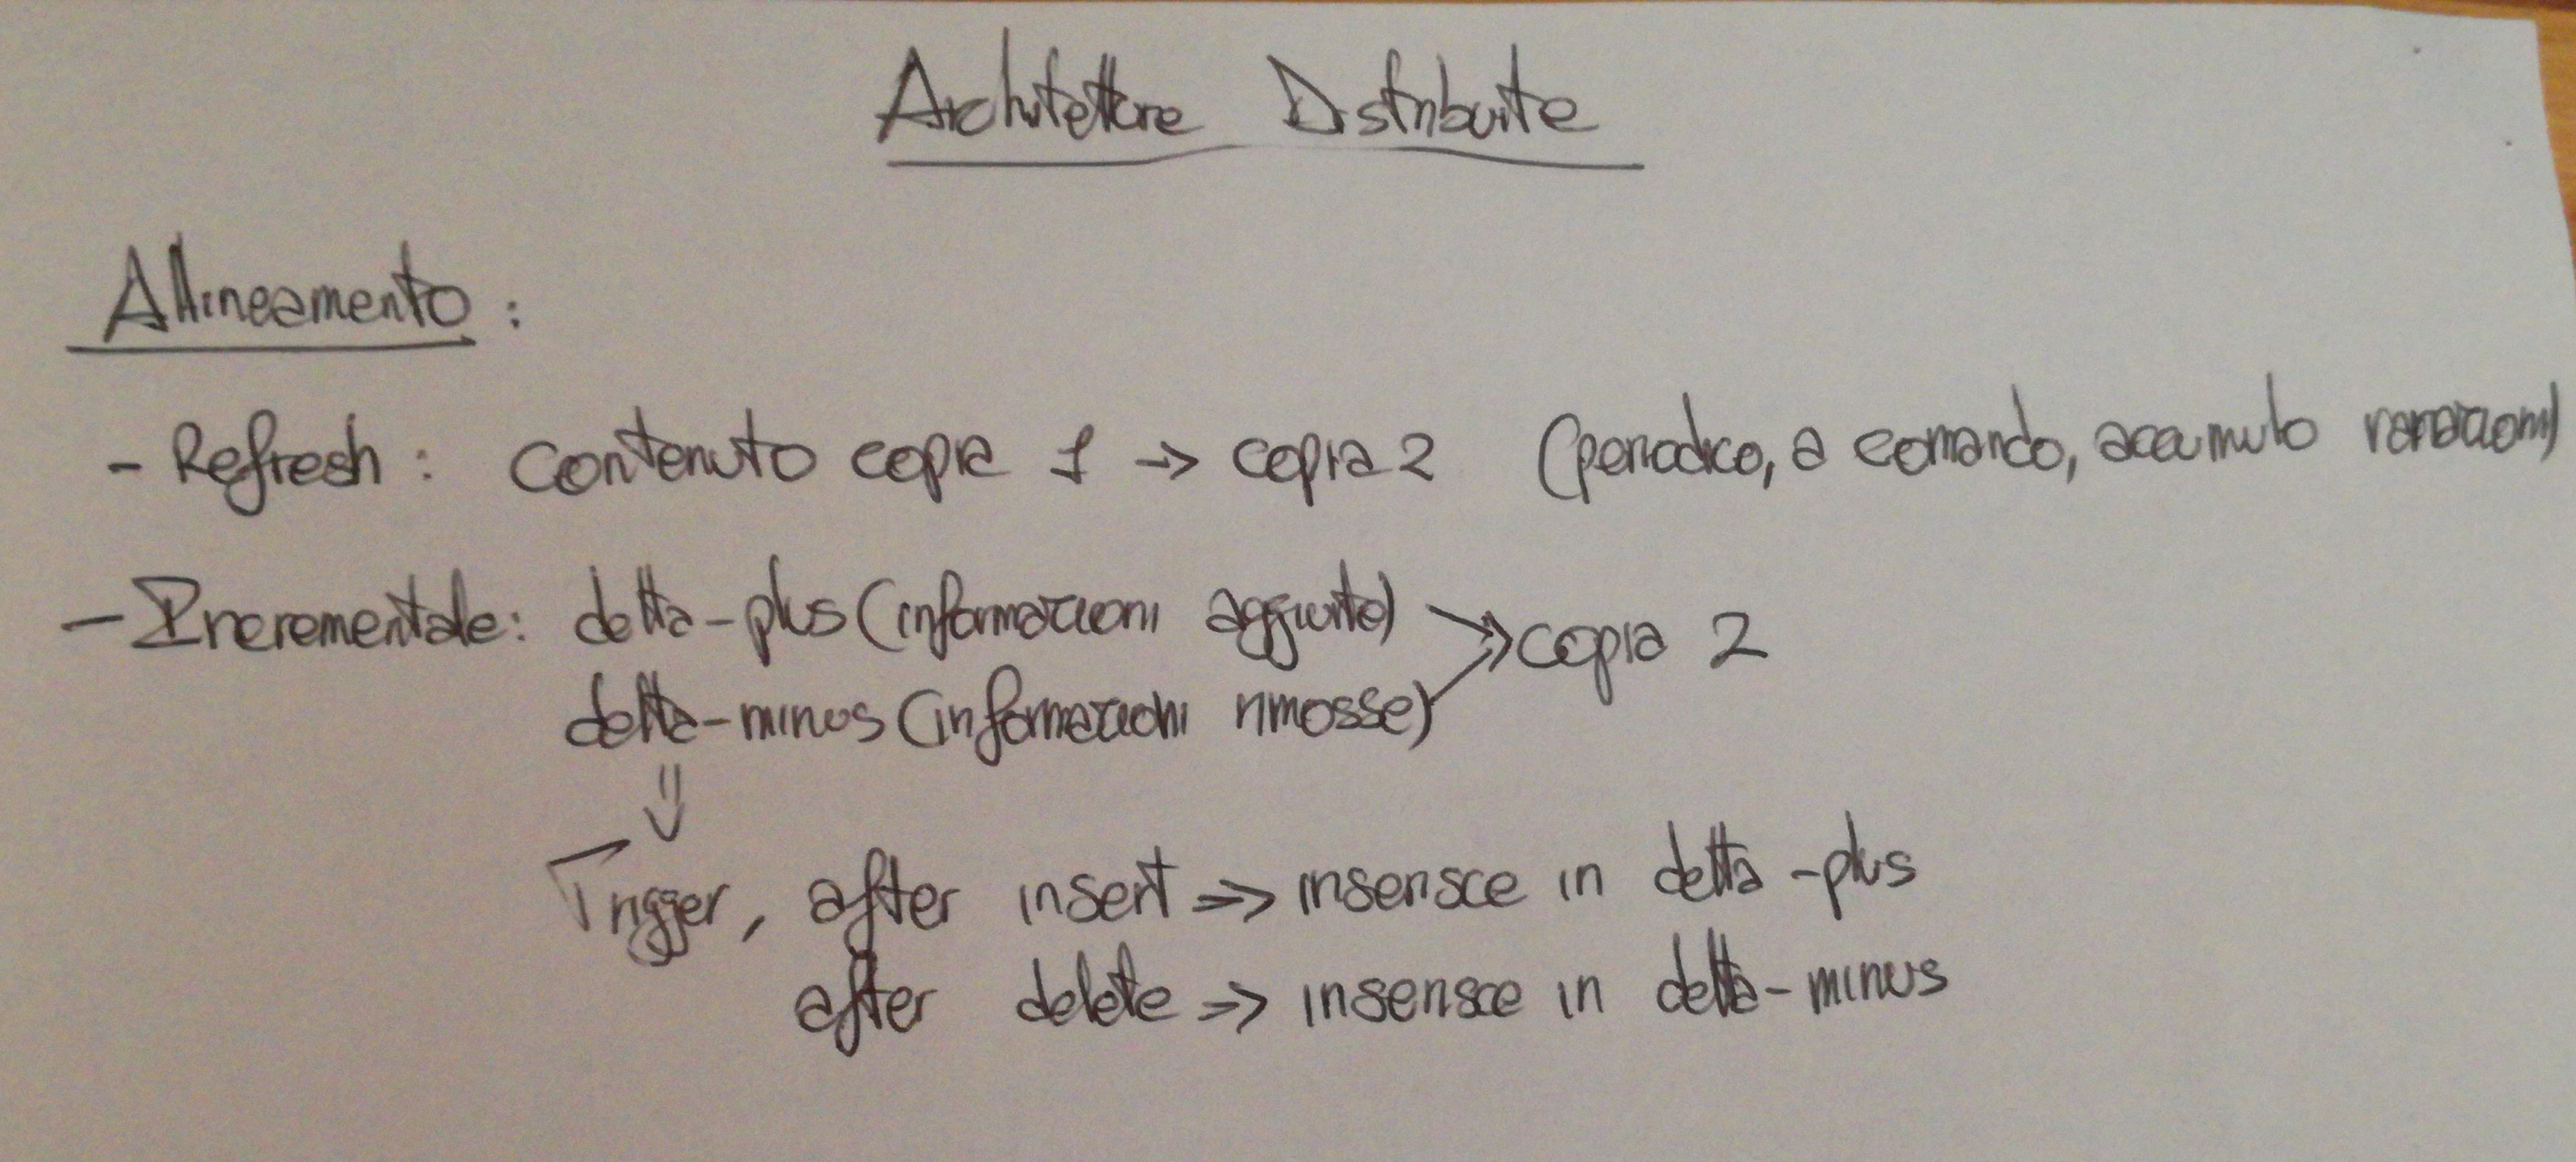 Architetture Distribuite
Allineamento:
- Refresh: contenuto copia 1 → copia 2 (periodico, a comando, accumulo variazioni)
- Incrementale: delta-plus (informazioni aggiunte) → copia 2
delta-minus (informazioni rimosse) →
⇓
Trigger, after insert => inserisce in delta-plus
after delete => inserisce in delta-minus